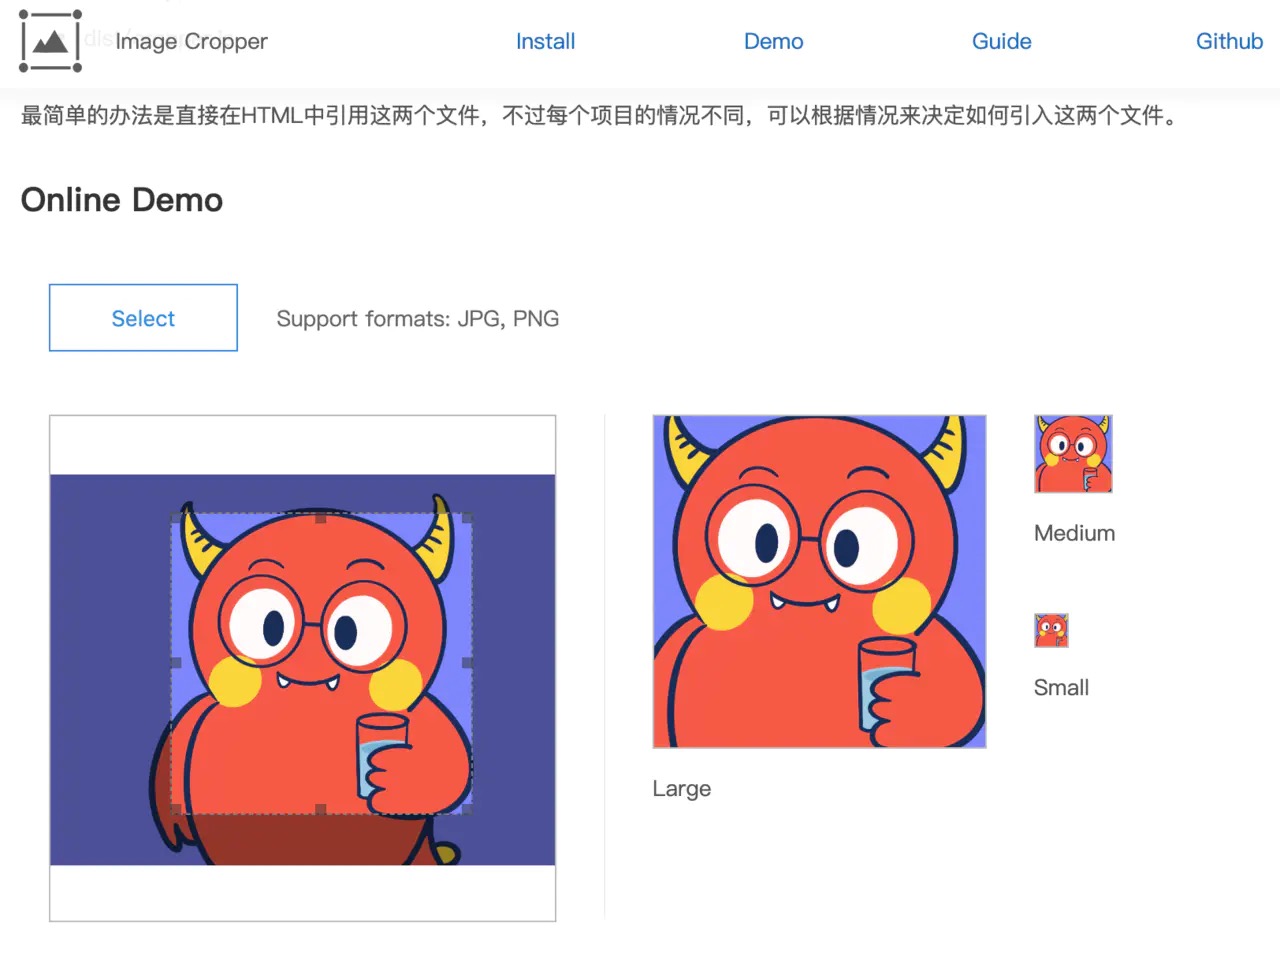 Image Cropper
Install
Demo
Guide
Github
最简单的办法是直接在HTML中引用这两个文件，不过每个项目的情况不同，可以根据情况来决定如何引入这两个文件。
Online Demo
Select
Support formats: JPG, PNG
Medium
Small
Large